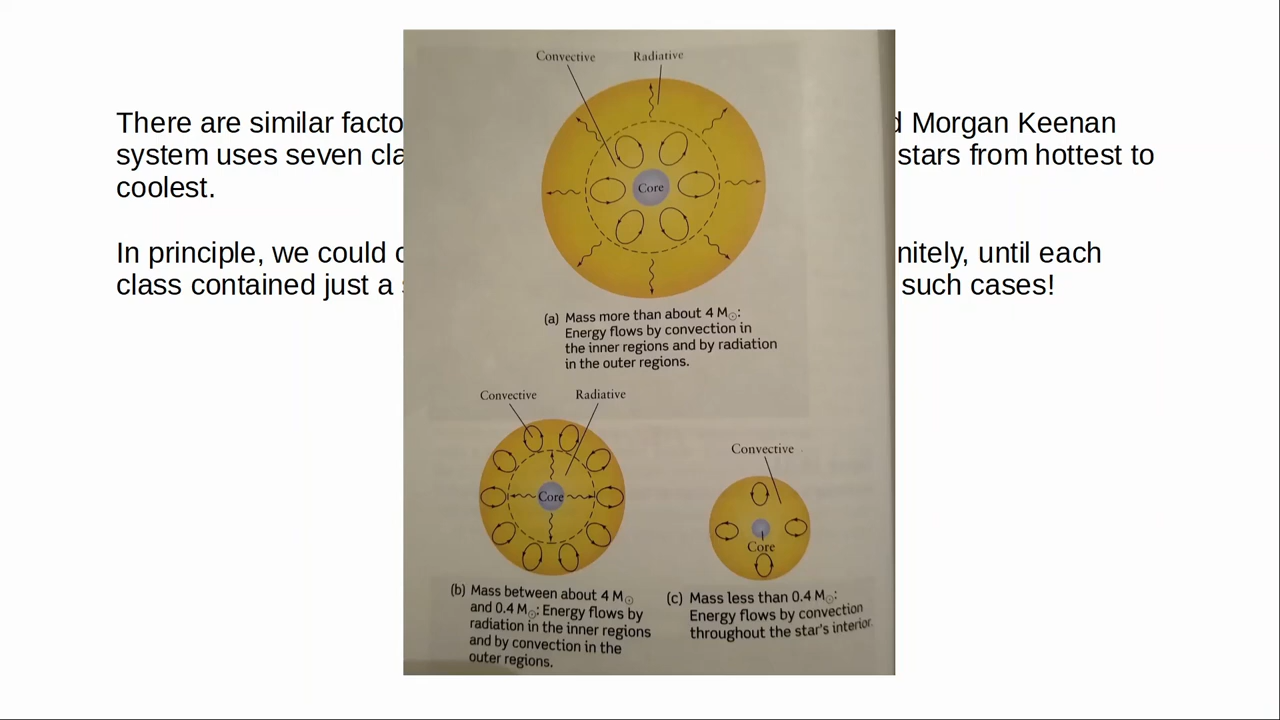 There are similar facto
d Morgan Keenan
system uses seven cla
stars from hottest to
coolest.
In principle, we could
nitely, until each
class contained just a
such cases!
Convective
Radiative
Core
(a) Mass more than about 4 M☉:
Energy flows by convection in
the inner regions and by radiation
in the outer regions.
Convective
Radiative
Core
(b) Mass between about 4 M☉
and 0.4 M☉: Energy flows by
radiation in the inner regions
and by convection in the
outer regions.
Convective
Core
(c) Mass less than 0.4 M☉:
Energy flows by convection
throughout the star's interior.